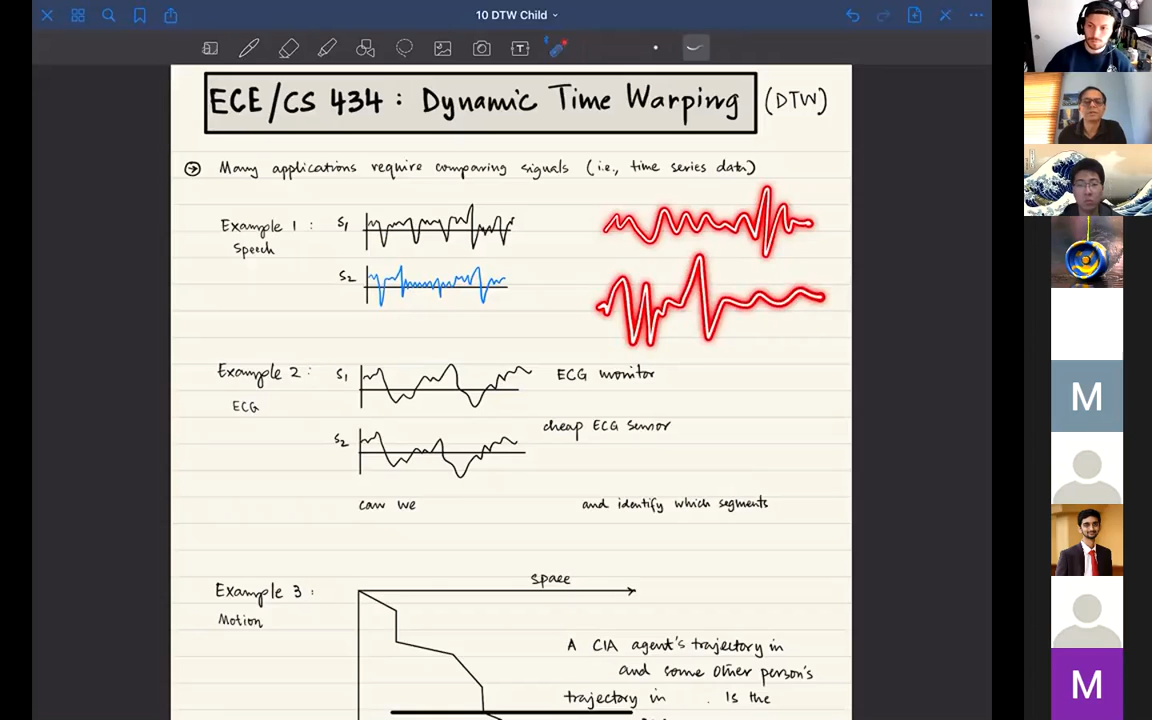 10 DTW Child
ECE/CS 434 : Dynamic Time Warping (DTW)
→ Many applications require comparing signals (i.e., time series data)
Example 1 :
Speech
S1
S2
Example 2 :
ECG
S1
ECG monitor
S2
cheap ECG sensor
can we and identify which segments
Example 3 :
Motion
space
A CIA agent's trajectory in
and some other person's
trajectory in . Is the
M
M